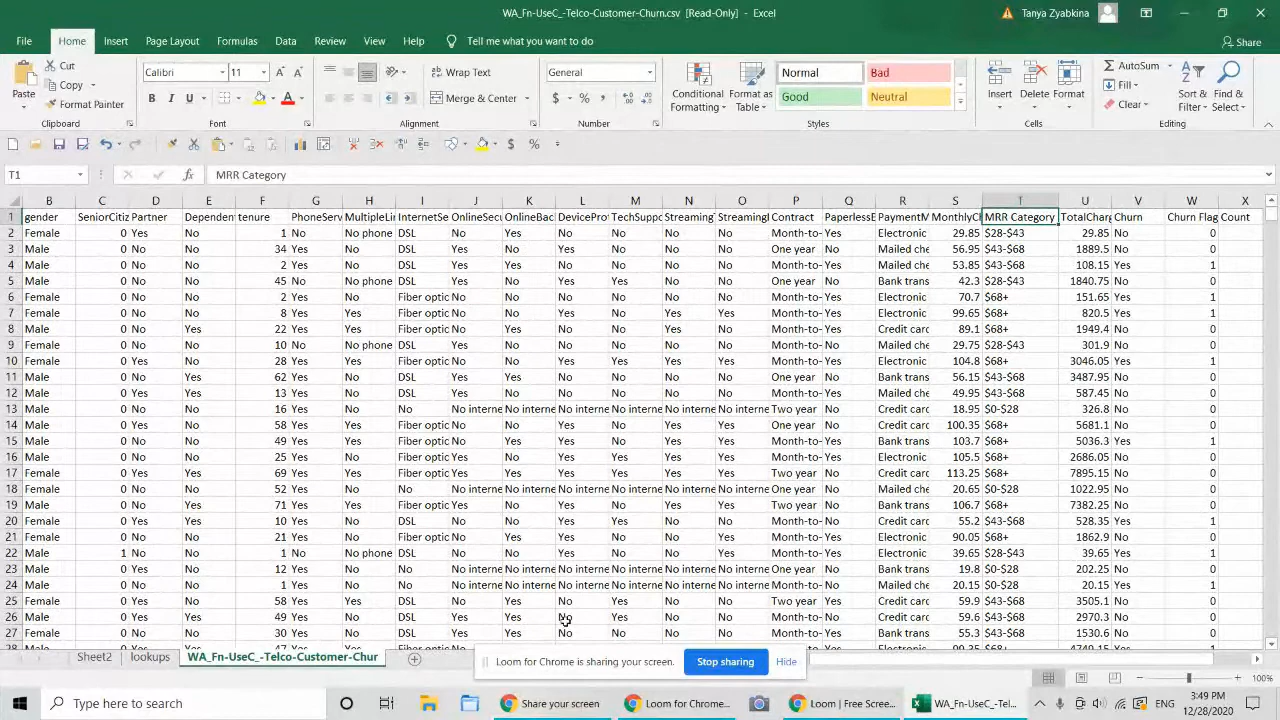 WA_Fn-UseC_-Telco-Customer-Churn.csv [Read-Only] - Excel
Tanya Zyabkina
File Home Insert Page Layout Formulas Data Review View Help Tell me what you want to do Share
Cut
Copy
Format Painter
Paste
Clipboard
Calibri 11
Font
Wrap Text
Merge & Center
Alignment
General
Number
Conditional Formatting
Format as Table
Normal Bad
Good Neutral
Styles
Insert Delete Format
Cells
AutoSum
Fill
Clear
Sort & Filter
Find & Select
Editing
T1 MRR Category
B C D E F G H I J K L M N O P Q R S T U V W X
1 gender SeniorCitiz Partner Dependen tenure PhoneServ MultipleLin InternetSe OnlineSecu OnlineBac DevicePro TechSuppo Streaming Streaming Contract Paperless PaymentM MonthlyCh MRR Category TotalCharg Churn Churn Flag Count
2 Female 0 Yes No 1 No No phone DSL No Yes No No No No Month-to- Yes Electronic 29.85 $28-$43 29.85 No 0
3 Male 0 No No 34 Yes No DSL Yes No Yes No No No One year No Mailed che 56.95 $43-$68 1889.5 No 0
4 Male 0 No No 2 Yes No DSL Yes Yes No No No No Month-to- Yes Mailed che 53.85 $43-$68 108.15 Yes 1
5 Male 0 No No 45 No No phone DSL Yes No Yes Yes No No One year No Bank trans 42.3 $28-$43 1840.75 No 0
6 Female 0 No No 2 Yes No Fiber optic No No No No No No Month-to- Yes Electronic 70.7 $68+ 151.65 Yes 1
7 Female 0 No No 8 Yes Yes Fiber optic No No Yes No Yes Yes Month-to- Yes Electronic 99.65 $68+ 820.5 Yes 1
8 Male 0 No Yes 22 Yes Yes Fiber optic No Yes No No Yes No Month-to- Yes Credit card 89.1 $68+ 1949.4 No 0
9 Female 0 No No 10 No No phone DSL Yes No No No No No Month-to- No Mailed che 29.75 $28-$43 301.9 No 0
10 Female 0 Yes No 28 Yes Yes Fiber optic No No Yes Yes Yes Yes Month-to- Yes Electronic 104.8 $68+ 3046.05 Yes 1
11 Male 0 No Yes 62 Yes No DSL Yes Yes No No No No One year No Bank trans 56.15 $43-$68 3487.95 No 0
12 Male 0 Yes Yes 13 Yes No DSL Yes No No No No No Month-to- Yes Mailed che 49.95 $43-$68 587.45 No 0
13 Male 0 No No 16 Yes No No No interne No interne No interne No interne No interne No interne Two year No Credit card 18.95 $0-$28 326.8 No 0
14 Male 0 Yes No 58 Yes Yes Fiber optic No No Yes No Yes Yes One year No Credit card 100.35 $68+ 5681.1 No 0
15 Male 0 No No 49 Yes Yes Fiber optic No Yes Yes No Yes Yes Month-to- Yes Bank trans 103.7 $68+ 5036.3 Yes 1
16 Male 0 No No 25 Yes No Fiber optic Yes No Yes Yes Yes Yes Month-to- Yes Electronic 105.5 $68+ 2686.05 No 0
17 Female 0 Yes Yes 69 Yes Yes Fiber optic Yes Yes Yes Yes Yes Yes Two year No Credit card 113.25 $68+ 7895.15 No 0
18 Female 0 No No 52 Yes No No No interne No interne No interne No interne No interne No interne One year No Mailed che 20.65 $0-$28 1022.95 No 0
19 Male 0 No Yes 71 Yes Yes Fiber optic Yes No Yes No Yes Yes Two year No Bank trans 106.7 $68+ 7382.25 No 0
20 Female 0 Yes Yes 10 Yes No DSL No No Yes Yes No No Month-to- No Credit card 55.2 $43-$68 528.35 Yes 1
21 Female 0 No No 21 Yes No Fiber optic No Yes Yes No No Yes Month-to- Yes Electronic 90.05 $68+ 1862.9 No 0
22 Male 1 No No 1 No No phone DSL No No No No No Yes Month-to- Yes Electronic 39.65 $28-$43 39.65 Yes 1
23 Male 0 Yes No 12 Yes No No No interne No interne No interne No interne No interne No interne One year No Bank trans 19.8 $0-$28 202.25 No 0
24 Male 0 No No 1 Yes No No No interne No interne No interne No interne No interne No interne Month-to- No Mailed che 20.15 $0-$28 20.15 Yes 1
25 Female 0 Yes No 58 Yes Yes DSL No Yes No Yes No No Two year Yes Credit card 59.9 $43-$68 3505.1 No 0
26 Male 0 Yes Yes 49 Yes No DSL Yes Yes No Yes No No Month-to- No Credit card 59.6 $43-$68 2970.3 No 0
27 Female 0 No No 30 Yes No DSL Yes Yes No No No No Month-to- Yes Bank trans 55.3 $43-$68 1530.6 No 0
Sheet2 lookups WA_Fn-UseC_-Telco-Customer-Chur
Loom for Chrome is sharing your screen. Stop sharing Hide
100%
Type here to search
Share your screen
Loom for Chrome...
Loom | Free Scree...
WA_Fn-UseC_-Telc...
3:49 PM
12/28/2020